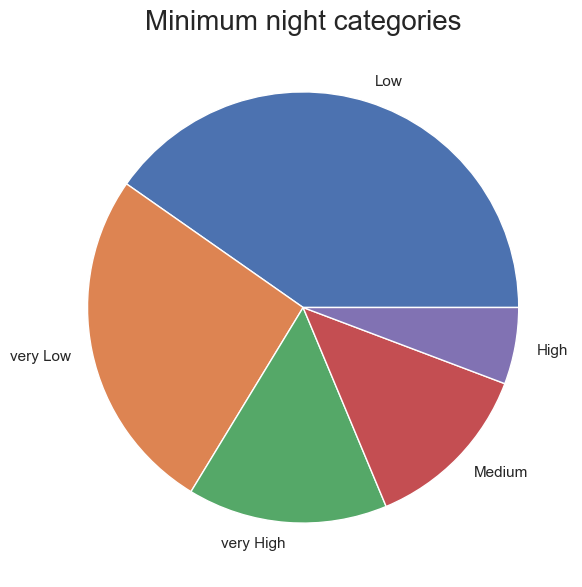 Minimum night categories
Low
very Low
High
Medium
very High